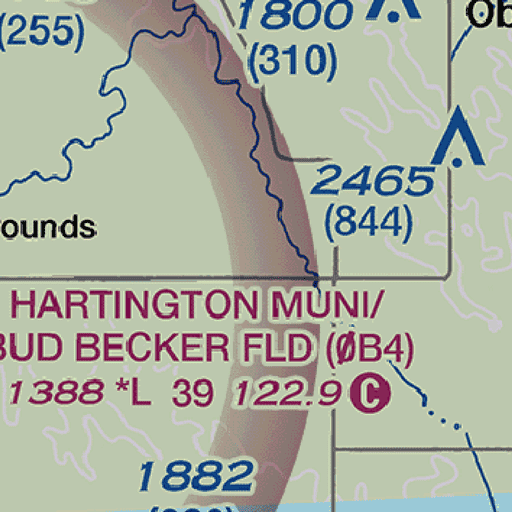 1800
(255)
(310)
Ob
2465
(844)
ounds
HARTINGTON MUNI/
BUD BECKER FLD (ØB4)
1388 *L 39 122.9 C
1882